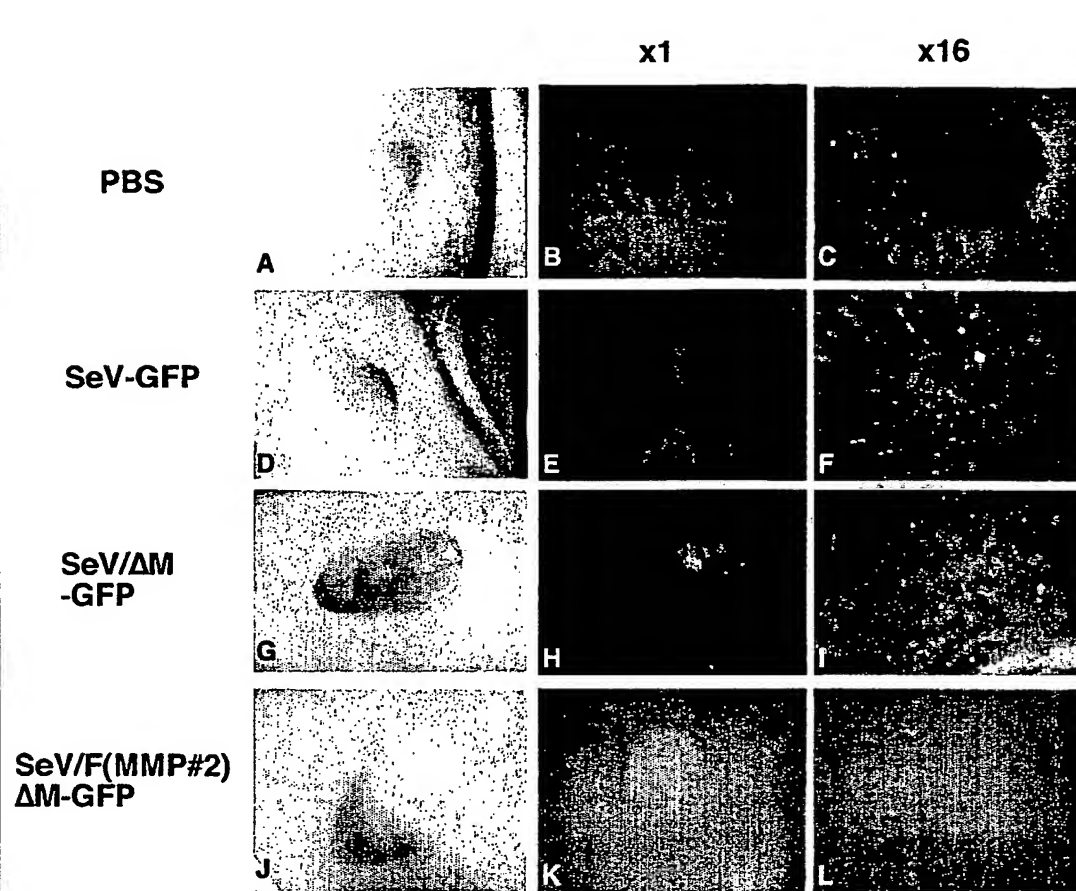 x1 x16
PBS
A B C
SeV-GFP
D E F
SeV/ΔM
-GFP
G H I
SeV/F(MMP#2)
ΔM-GFP
J K L